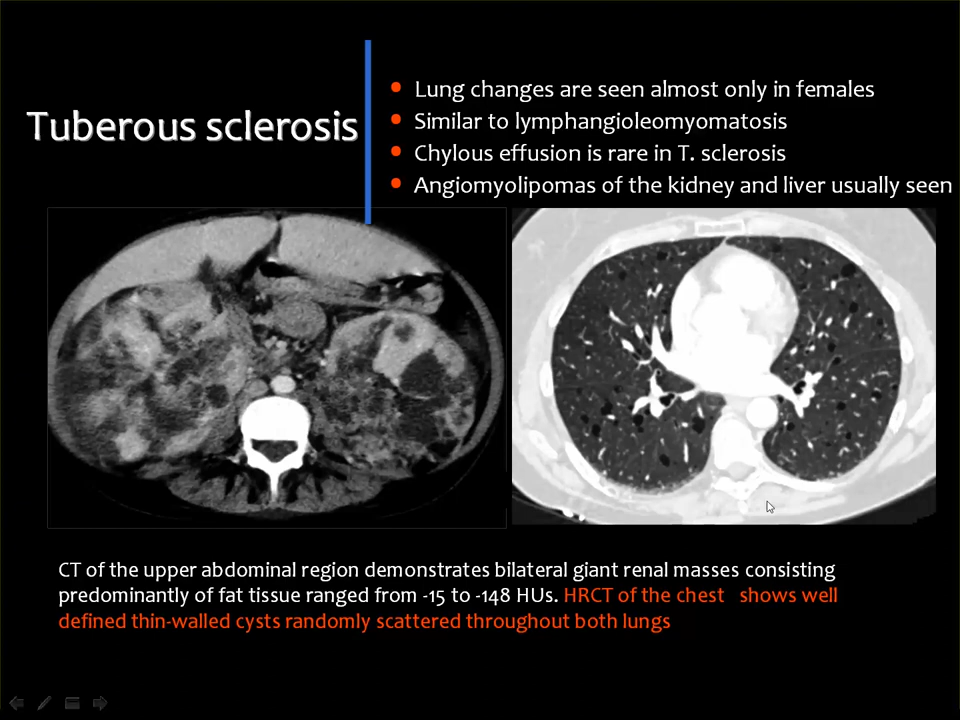 Tuberous sclerosis
• Lung changes are seen almost only in females
• Similar to lymphangioleomyomatosis
• Chylous effusion is rare in T. sclerosis
• Angiomyolipomas of the kidney and liver usually seen
CT of the upper abdominal region demonstrates bilateral giant renal masses consisting
predominantly of fat tissue ranged from -15 to -148 HUs. HRCT of the chest shows well
defined thin-walled cysts randomly scattered throughout both lungs